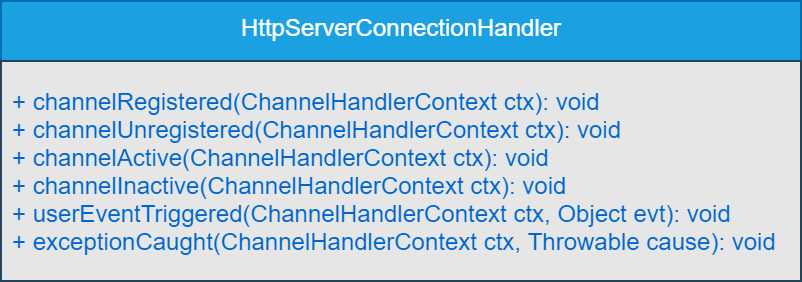 HttpServerConnectionHandler
+ channelRegistered(ChannelHandlerContext ctx): void
+ channelUnregistered(ChannelHandlerContext ctx): void
+ channelActive(ChannelHandlerContext ctx): void
+ channelInactive(ChannelHandlerContext ctx): void
+ userEventTriggered(ChannelHandlerContext ctx, Object evt): void
+ exceptionCaught(ChannelHandlerContext ctx, Throwable cause): void